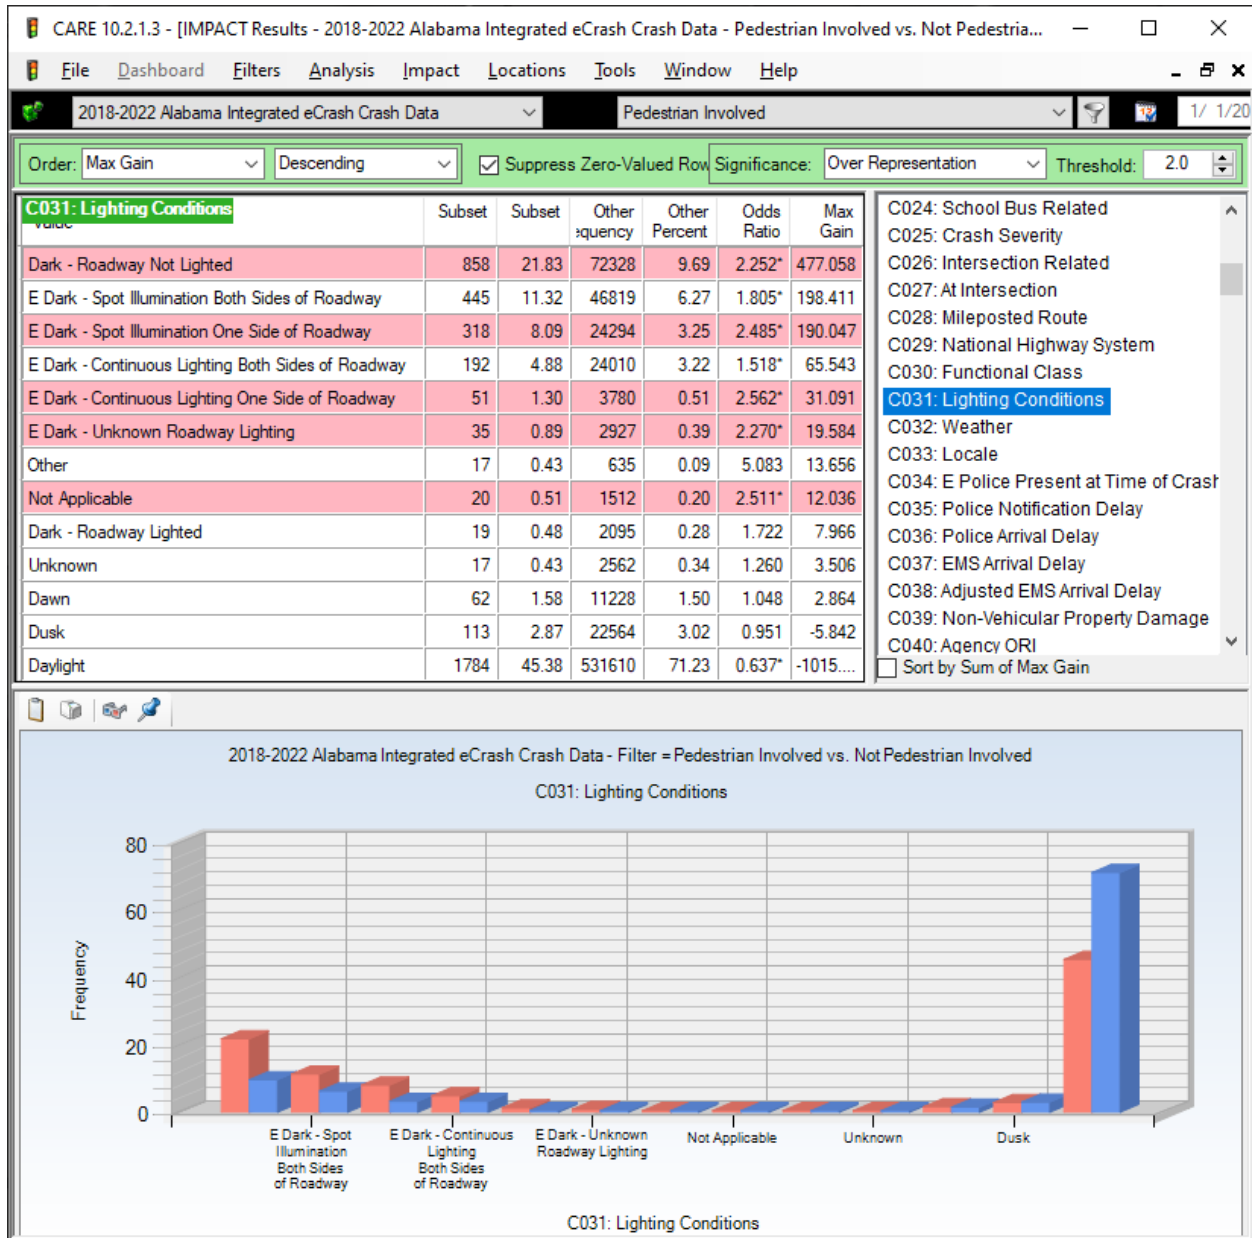 CARE 10.2.1.3 - [IMPACT Results - 2018-2022 Alabama Integrated eCrash Crash Data - Pedestrian Involved vs. Not Pedestria...
File Dashboard Filters Analysis Impact Locations Tools Window Help
2018-2022 Alabama Integrated eCrash Crash Data Pedestrian Involved 1/ 1/20
Order: Max Gain Descending Suppress Zero-Valued Row Significance: Over Representation Threshold: 2.0
C031: Lighting Conditions
Value Subset Subset Other equency Other Percent Odds Ratio Max Gain
Dark - Roadway Not Lighted 858 21.83 72328 9.69 2.252* 477.058
E Dark - Spot Illumination Both Sides of Roadway 445 11.32 46819 6.27 1.805* 198.411
E Dark - Spot Illumination One Side of Roadway 318 8.09 24294 3.25 2.485* 190.047
E Dark - Continuous Lighting Both Sides of Roadway 192 4.88 24010 3.22 1.518* 65.543
E Dark - Continuous Lighting One Side of Roadway 51 1.30 3780 0.51 2.562* 31.091
E Dark - Unknown Roadway Lighting 35 0.89 2927 0.39 2.270* 19.584
Other 17 0.43 635 0.09 5.083 13.656
Not Applicable 20 0.51 1512 0.20 2.511* 12.036
Dark - Roadway Lighted 19 0.48 2095 0.28 1.722 7.966
Unknown 17 0.43 2562 0.34 1.260 3.506
Dawn 62 1.58 11228 1.50 1.048 2.864
Dusk 113 2.87 22564 3.02 0.951 -5.842
Daylight 1784 45.38 531610 71.23 0.637* -1015....
C024: School Bus Related
C025: Crash Severity
C026: Intersection Related
C027: At Intersection
C028: Mileposted Route
C029: National Highway System
C030: Functional Class
C031: Lighting Conditions
C032: Weather
C033: Locale
C034: E Police Present at Time of Crash
C035: Police Notification Delay
C036: Police Arrival Delay
C037: EMS Arrival Delay
C038: Adjusted EMS Arrival Delay
C039: Non-Vehicular Property Damage
C040: Agency ORI
Sort by Sum of Max Gain
2018-2022 Alabama Integrated eCrash Crash Data - Filter = Pedestrian Involved vs. Not Pedestrian Involved
C031: Lighting Conditions
80
60
40
20
0
Frequency
E Dark - Spot
Illumination
Both Sides
of Roadway
E Dark - Continuous
Lighting
Both Sides
of Roadway
E Dark - Unknown
Roadway Lighting
Not Applicable
Unknown
Dusk
C031: Lighting Conditions